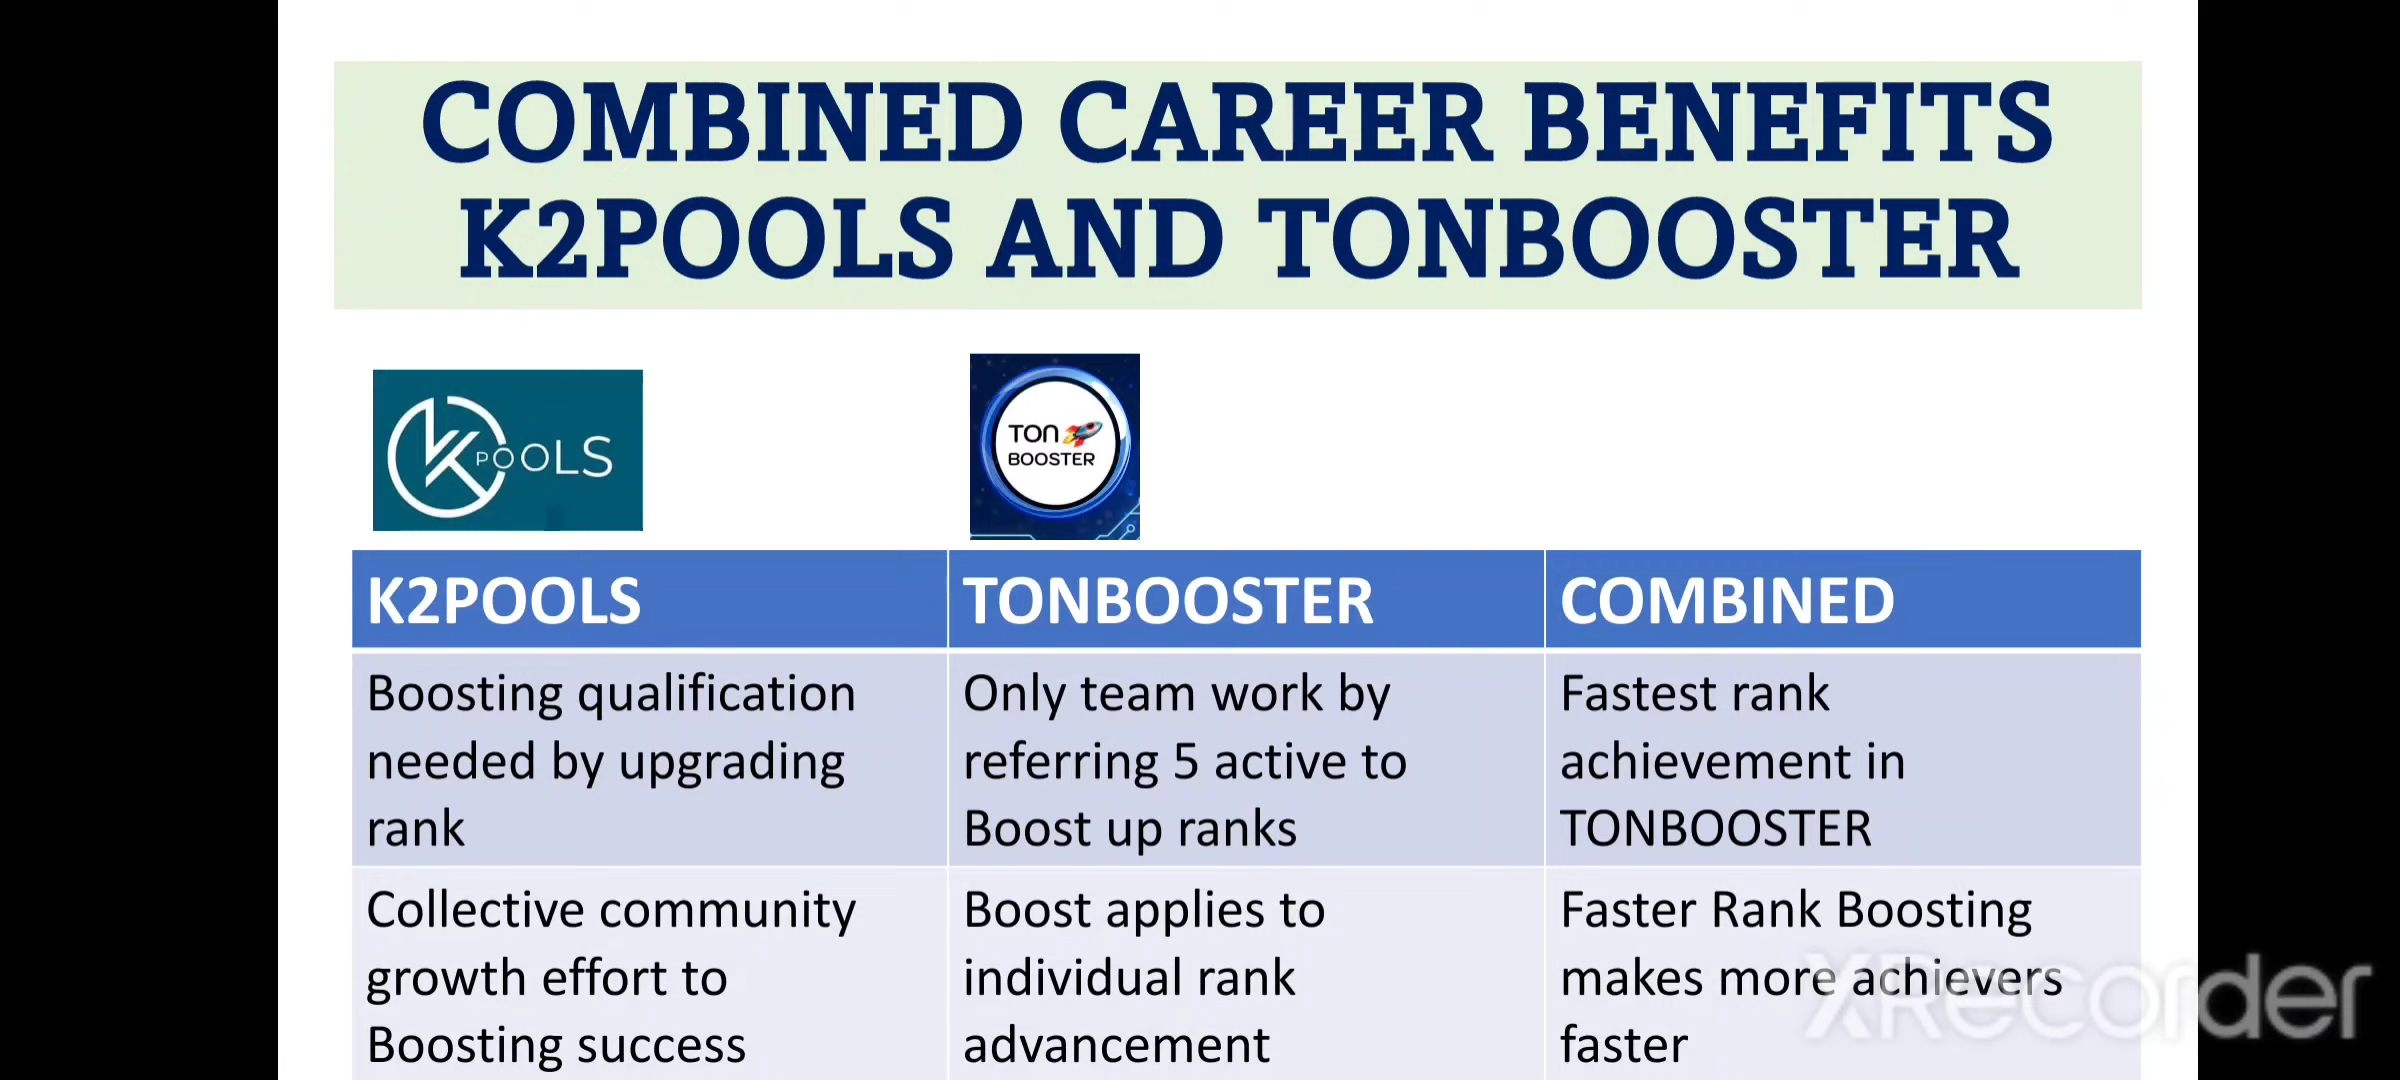 COMBINED CAREER BENEFITS
K2POOLS AND TONBOOSTER
K POOLS
TON
BOOSTER
K2POOLS
TONBOOSTER
COMBINED
Boosting qualification
needed by upgrading
rank
Only team work by
referring 5 active to
Boost up ranks
Fastest rank
achievement in
TONBOOSTER
Collective community
growth effort to
Boosting success
Boost applies to
individual rank
advancement
Faster Rank Boosting
makes more achievers
faster
XRecorder